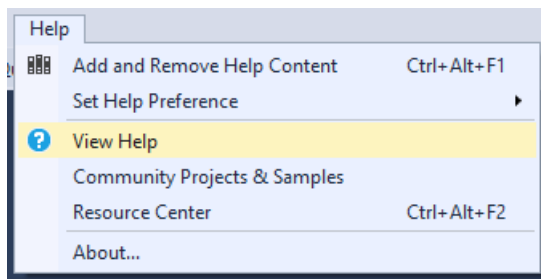 Help
Add and Remove Help Content Ctrl+Alt+F1
Set Help Preference
View Help
Community Projects & Samples
Resource Center Ctrl+Alt+F2
About...